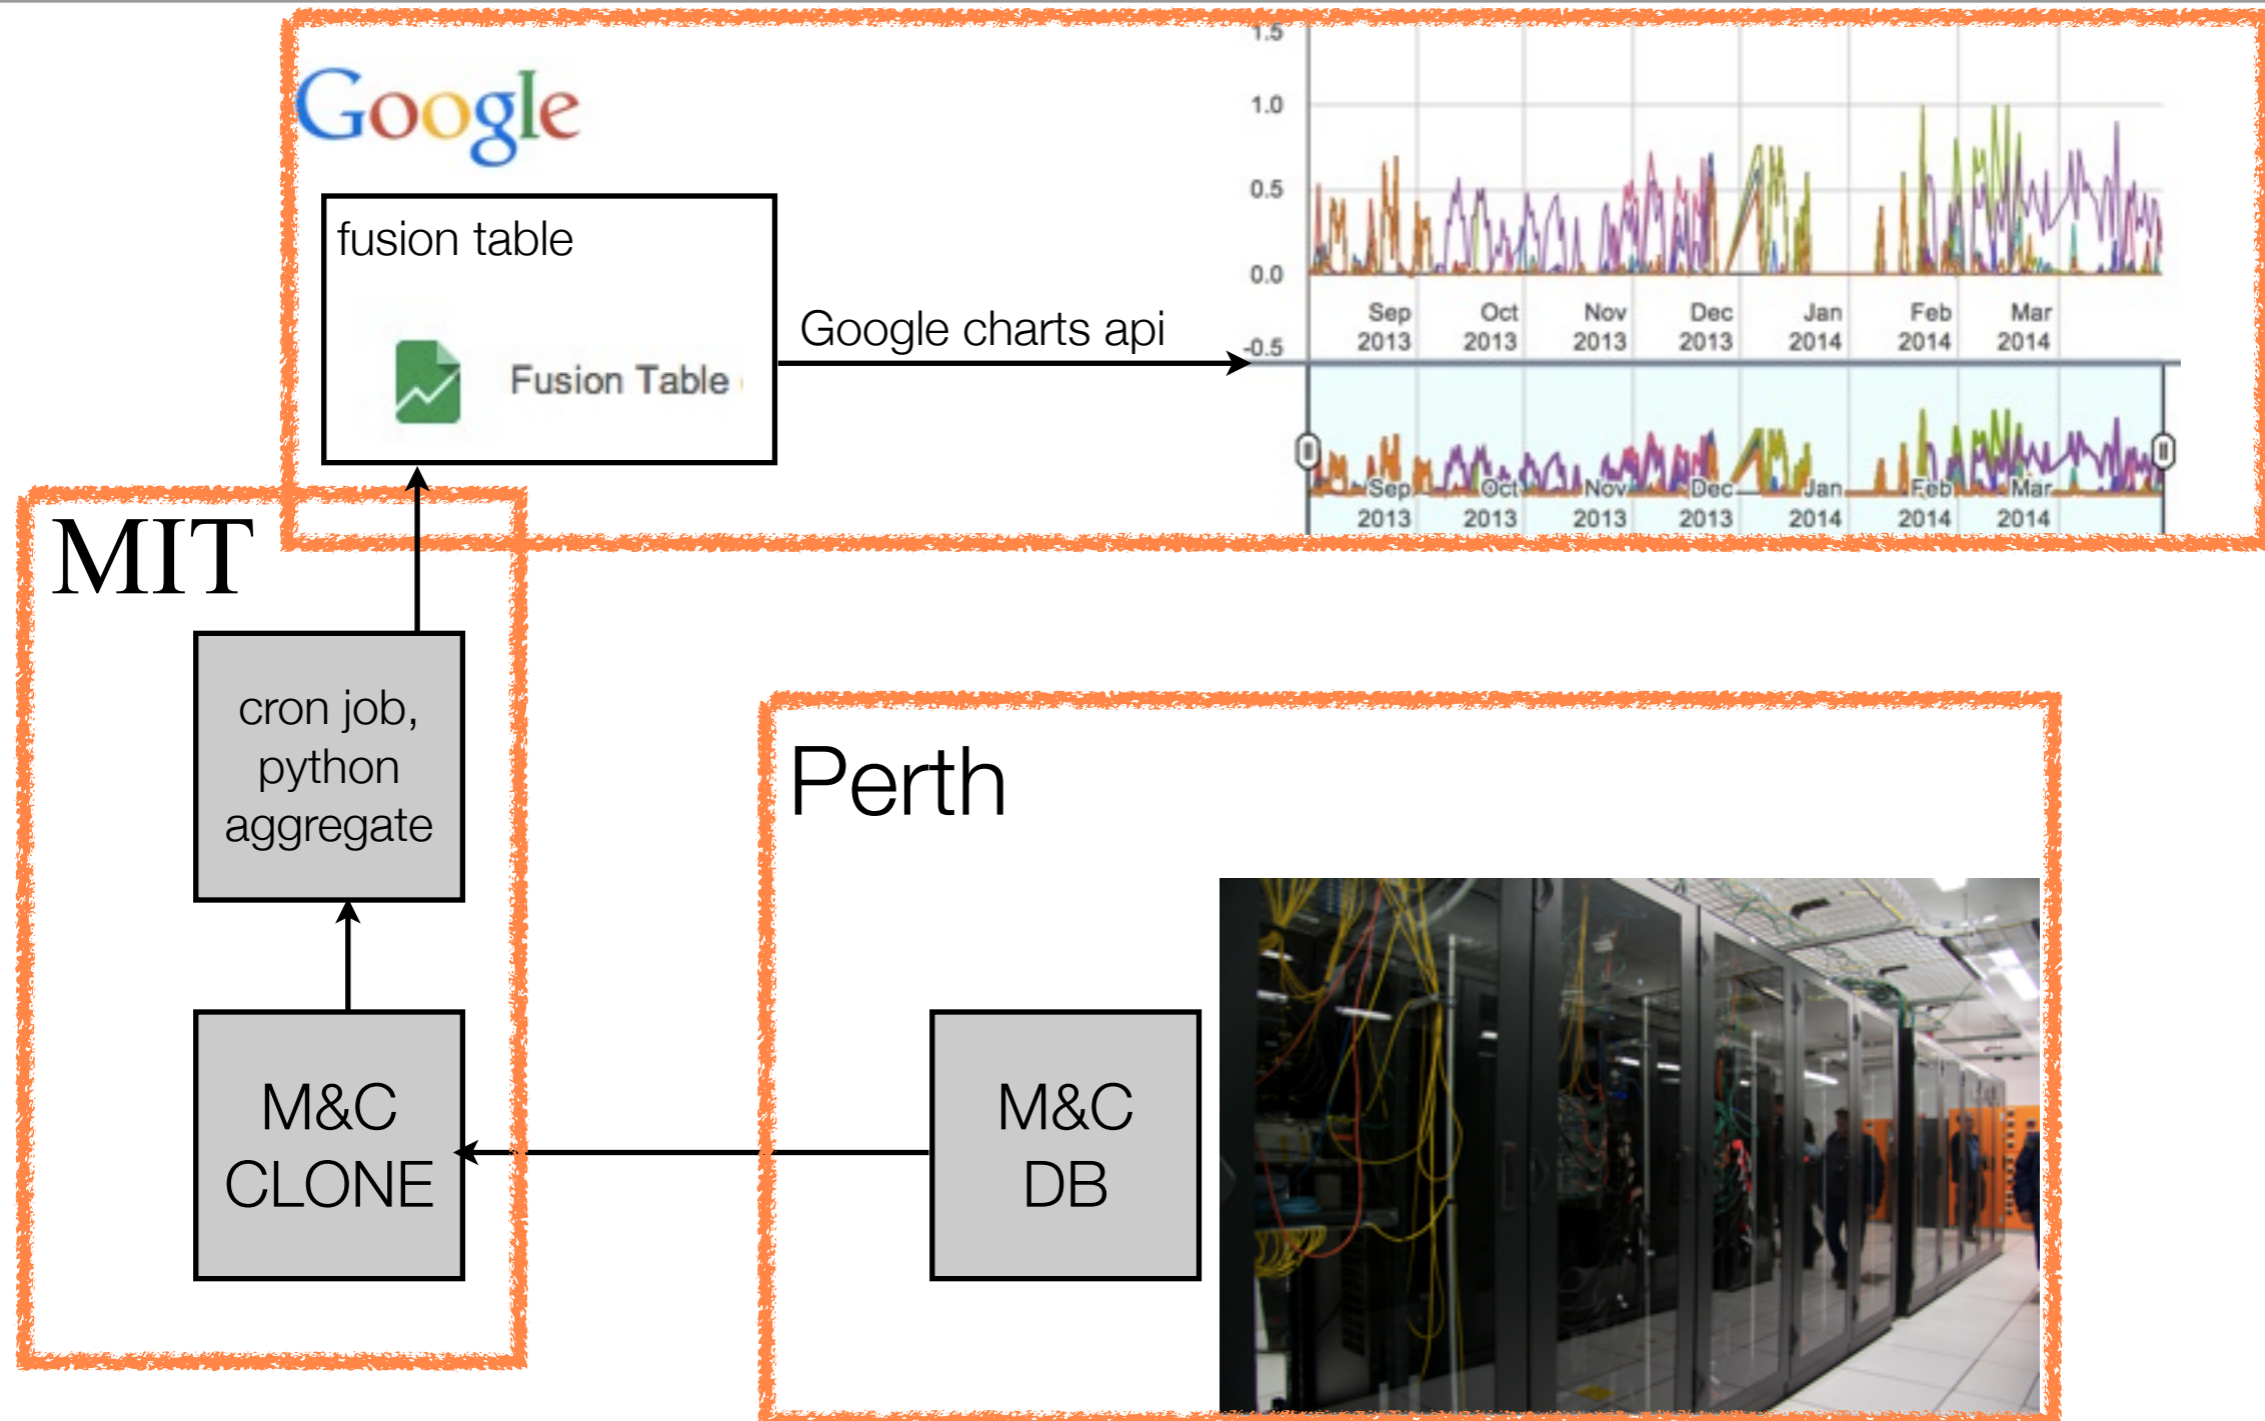 Google
fusion table
Fusion Table
Google charts api
1.5
1.0
0.5
0.0
-0.5
Sep Oct Nov Dec Jan Feb Mar
2013 2013 2013 2013 2014 2014 2014
Sep Oct Nov Dec Jan Feb Mar
2013 2013 2013 2013 2014 2014 2014
MIT
cron job,
python
aggregate
M&C
CLONE
Perth
M&C
DB